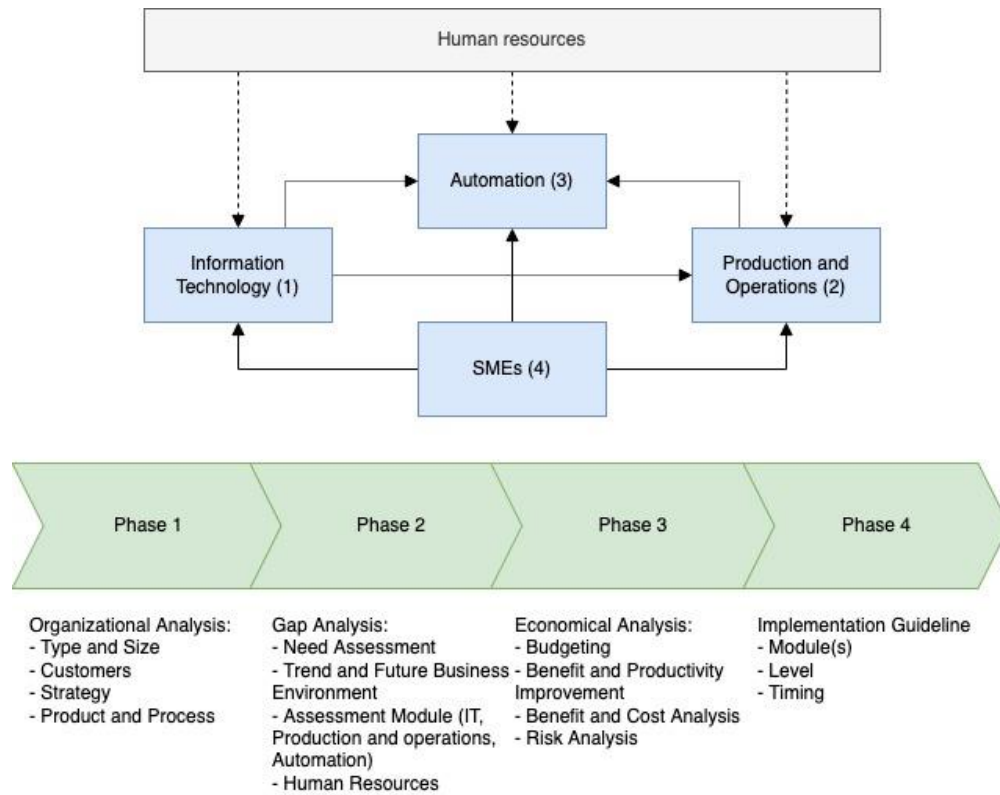 Human resources
Automation (3)
Information
Technology (1)
Production and
Operations (2)
SMEs (4)
Phase 1
Phase 2
Phase 3
Phase 4
Organizational Analysis:
- Type and Size
- Customers
- Strategy
- Product and Process
Gap Analysis:
- Need Assessment
- Trend and Future Business
Environment
- Assessment Module (IT,
Production and operations,
Automation)
- Human Resources
Economical Analysis:
- Budgeting
- Benefit and Productivity
Improvement
- Benefit and Cost Analysis
- Risk Analysis
Implementation Guideline
- Module(s)
- Level
- Timing